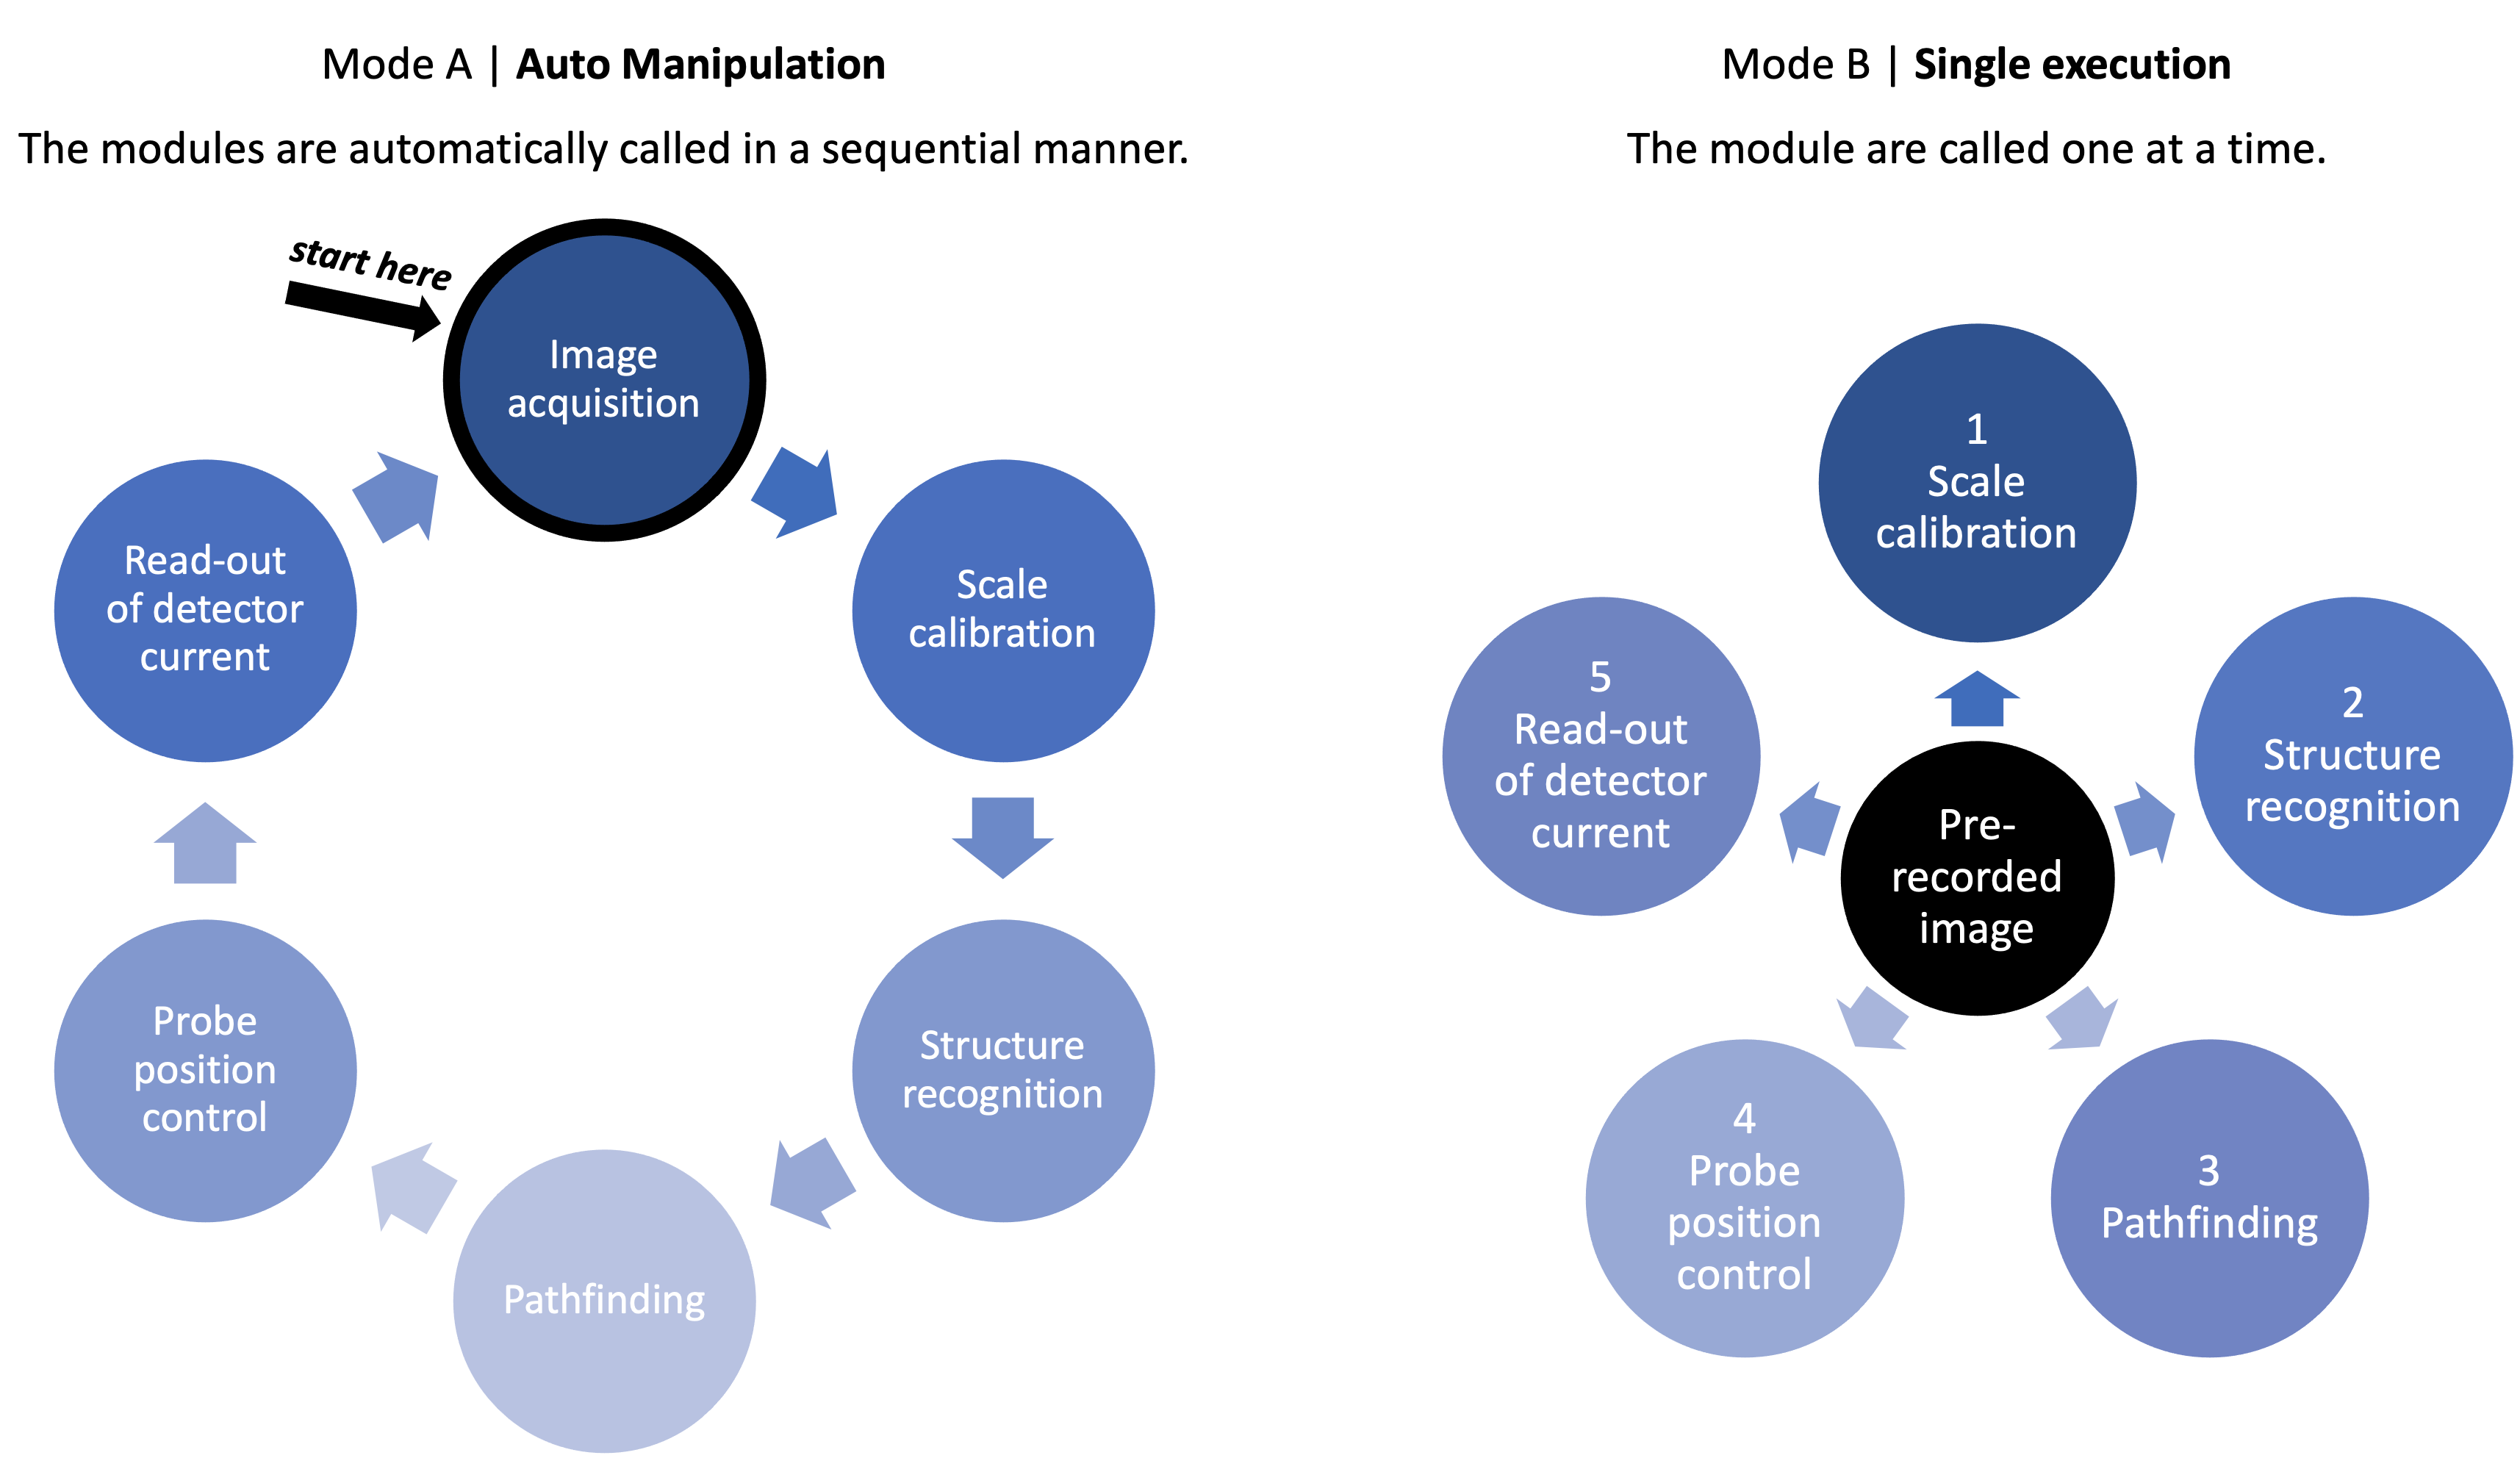 Mode A | Auto Manipulation
The modules are automatically called in a sequential manner.
start here
Image
acquisition
Scale
calibration
Structure
recognition
Pathfinding
Probe
position
control
Read-out
of detector
current
Mode B | Single execution
The module are called one at a time.
Pre-
recorded
image
1
Scale
calibration
2
Structure
recognition
3
Pathfinding
4
Probe
position
control
5
Read-out
of detector
current